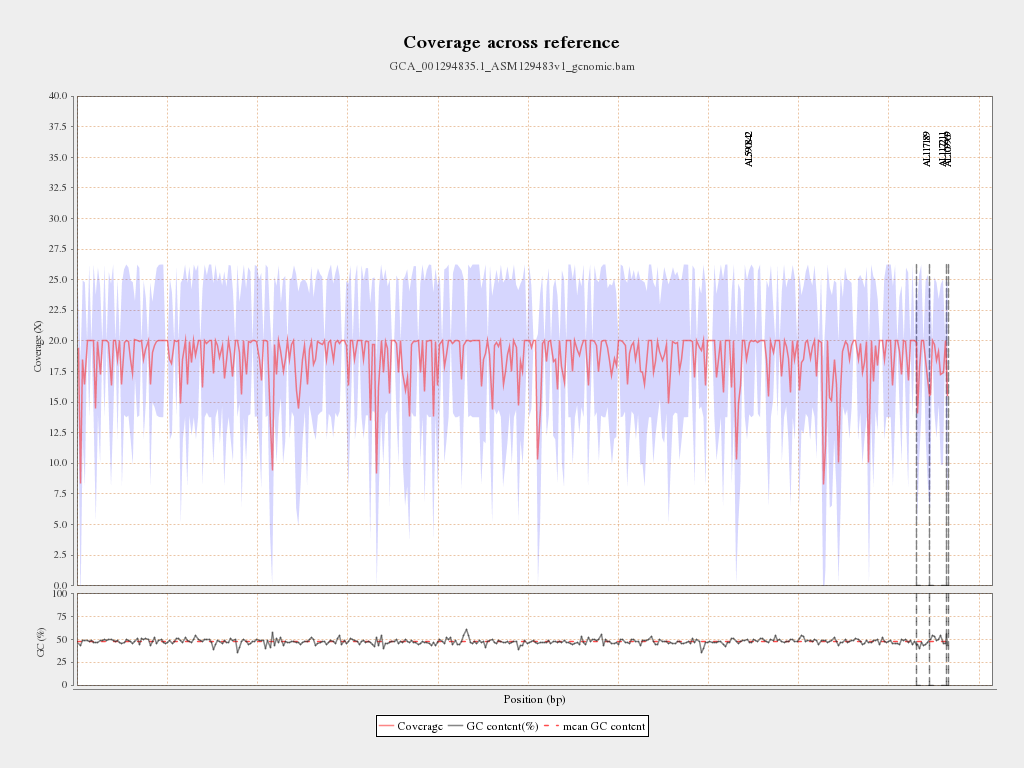 Coverage across reference
GCA_001294835.1_ASM129483v1_genomic.bam
40.0
37.5
35.0
32.5
30.0
27.5
25.0
22.5
20.0
17.5
15.0
12.5
10.0
7.5
5.0
2.5
0.0
Coverage (X)
AL590842
AL117189
AL117211
AL109969
100
75
50
25
0
GC (%)
Position (bp)
Coverage GC content(%) mean GC content